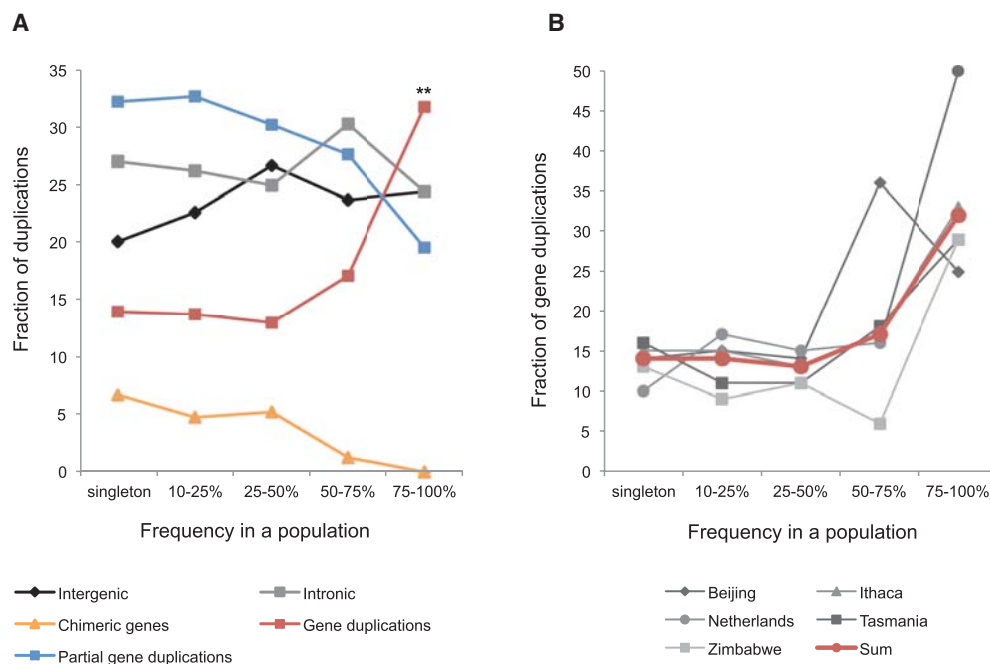 A
B
Fraction of duplications
35
30
25
20
15
10
5
0
**
singleton 10-25% 25-50% 50-75% 75-100%
Frequency in a population
Intergenic
Intronic
Chimeric genes
Gene duplications
Partial gene duplications
Fraction of gene duplications
50
45
40
35
30
25
20
15
10
5
0
singleton 10-25% 25-50% 50-75% 75-100%
Frequency in a population
Beijing
Ithaca
Netherlands
Tasmania
Zimbabwe
Sum